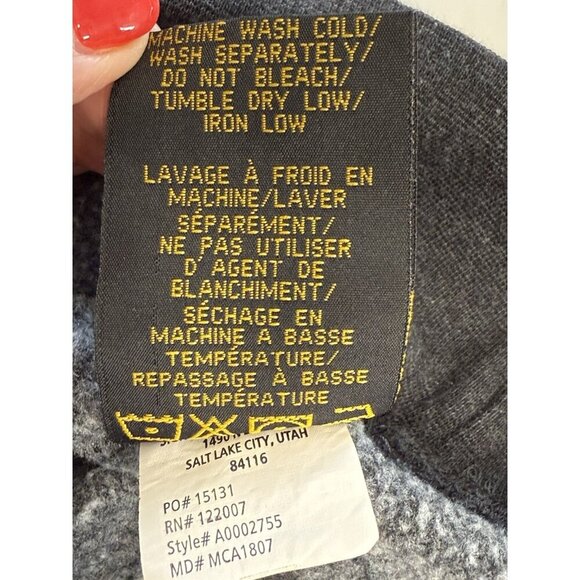 MACHINE WASH COLD/
WASH SEPARATELY/
DO NOT BLEACH/
TUMBLE DRY LOW/
IRON LOW
LAVAGE À FROID EN
MACHINE/LAVER
SÉPARÉMENT/
NE PAS UTILISER
D'AGENT DE
BLANCHIMENT/
SÉCHAGE EN
MACHINE A BASSE
TEMPÉRATURE/
REPASSAGE À BASSE
TEMPÉRATURE
SALT LAKE CITY, UTAH
84116
PO# 15131
RN# 122007
Style# A0002755
MD# MCA1807